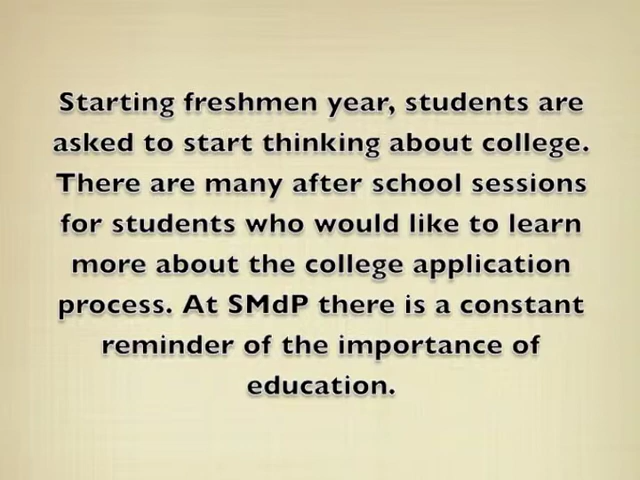 Starting freshmen year, students are
asked to start thinking about college.
There are many after school sessions
for students who would like to learn
more about the college application
process. At SMdP there is a constant
reminder of the importance of
education.